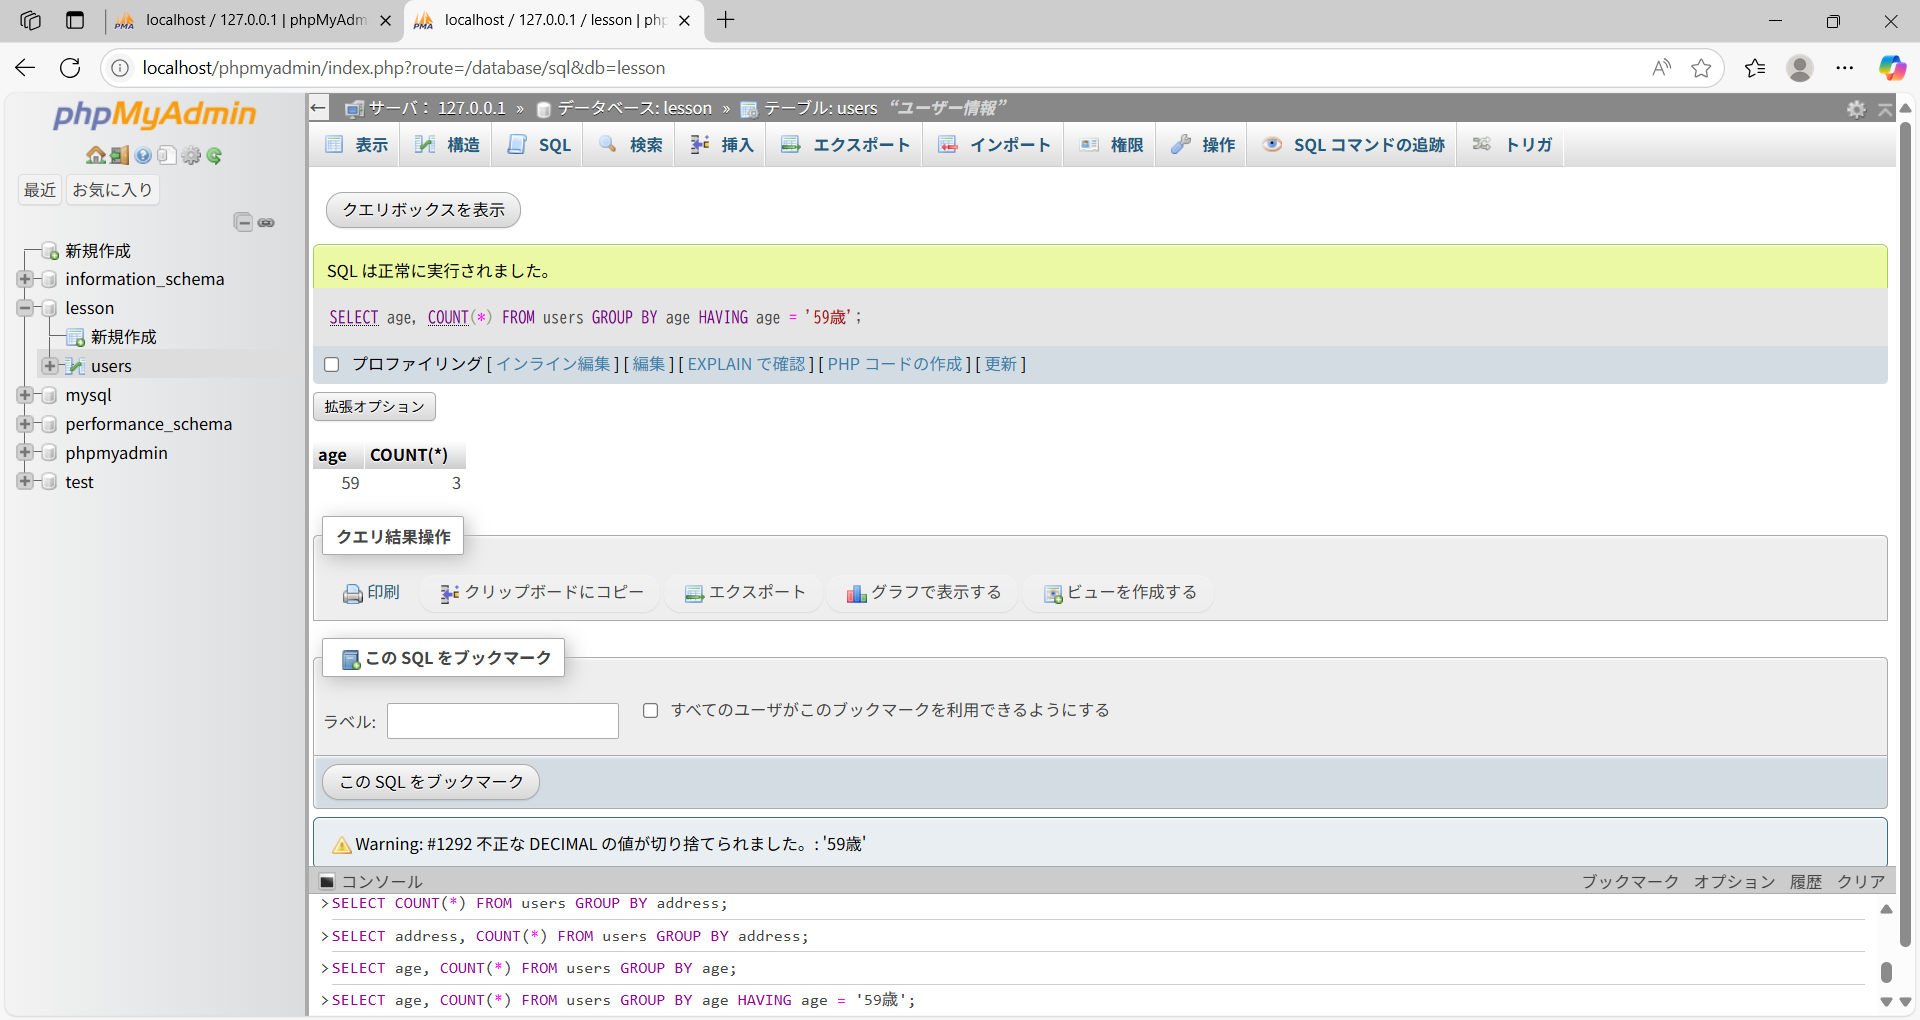 localhost / 127.0.0.1 | phpMyAdm
localhost / 127.0.0.1 / lesson | php
localhost/phpmyadmin/index.php?route=/database/sql&db=lesson
phpMyAdmin
最近 お気に入り
新規作成
information_schema
lesson
新規作成
users
mysql
performance_schema
phpmyadmin
test
サーバ： 127.0.0.1 » データベース: lesson » テーブル: users “ユーザー情報”
表示 構造 SQL 検索 挿入 エクスポート インポート 権限 操作 SQL コマンドの追跡 トリガ
クエリボックスを表示
SQL は正常に実行されました。
SELECT age, COUNT(*) FROM users GROUP BY age HAVING age = '59歳';
プロファイリング [ インライン編集 ] [ 編集 ] [ EXPLAIN で確認 ] [ PHP コードの作成 ] [ 更新 ]
拡張オプション
age COUNT(*)
59 3
クエリ結果操作
印刷 クリップボードにコピー エクスポート グラフで表示する ビューを作成する
この SQL をブックマーク
ラベル: すべてのユーザがこのブックマークを利用できるようにする
この SQL をブックマーク
Warning: #1292 不正な DECIMAL の値が切り捨てられました。: '59歳'
コンソール ブックマーク オプション 履歴 クリア
>SELECT COUNT(*) FROM users GROUP BY address;
>SELECT address, COUNT(*) FROM users GROUP BY address;
>SELECT age, COUNT(*) FROM users GROUP BY age;
>SELECT age, COUNT(*) FROM users GROUP BY age HAVING age = '59歳';